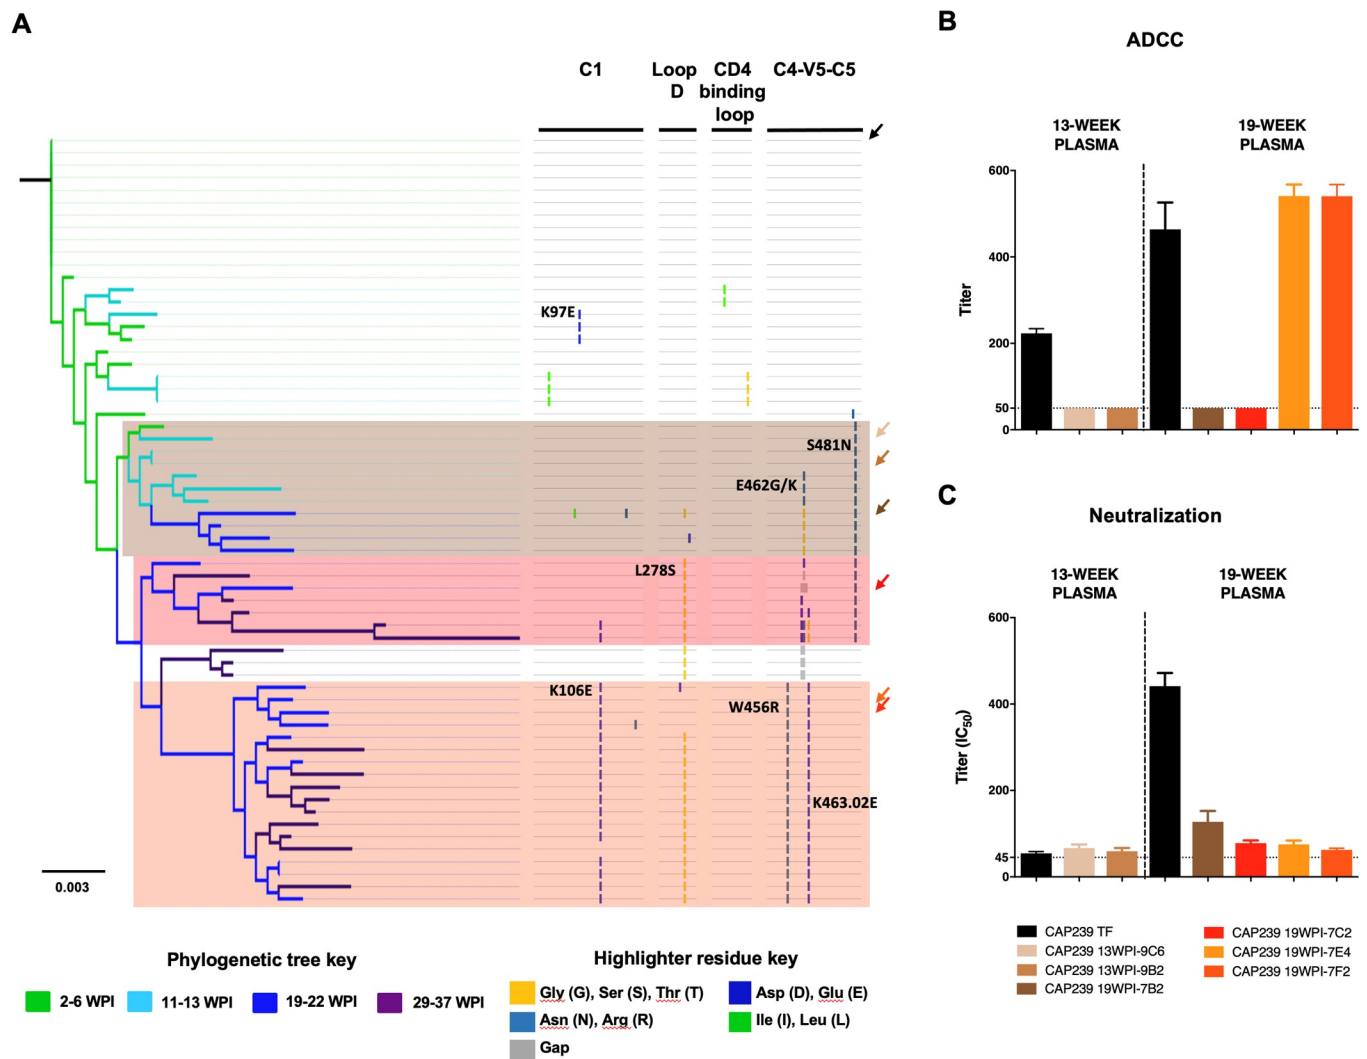 A
C1
Loop
D
CD4
binding
loop
C4-V5-C5
K97E
S481N
E462G/K
L278S
K106E
W456R
K463.02E
0.003
Phylogenetic tree key
2-6 WPI
11-13 WPI
19-22 WPI
29-37 WPI
Highlighter residue key
Gly (G), Ser (S), Thr (T)
Asp (D), Glu (E)
Asn (N), Arg (R)
Ile (I), Leu (L)
Gap
B
ADCC
13-WEEK
PLASMA
19-WEEK
PLASMA
Titer
600
400
200
50
0
C
Neutralization
13-WEEK
PLASMA
19-WEEK
PLASMA
Titer (IC50)
600
400
200
45
0
CAP239 TF
CAP239 13WPI-9C6
CAP239 13WPI-9B2
CAP239 19WPI-7B2
CAP239 19WPI-7C2
CAP239 19WPI-7E4
CAP239 19WPI-7F2